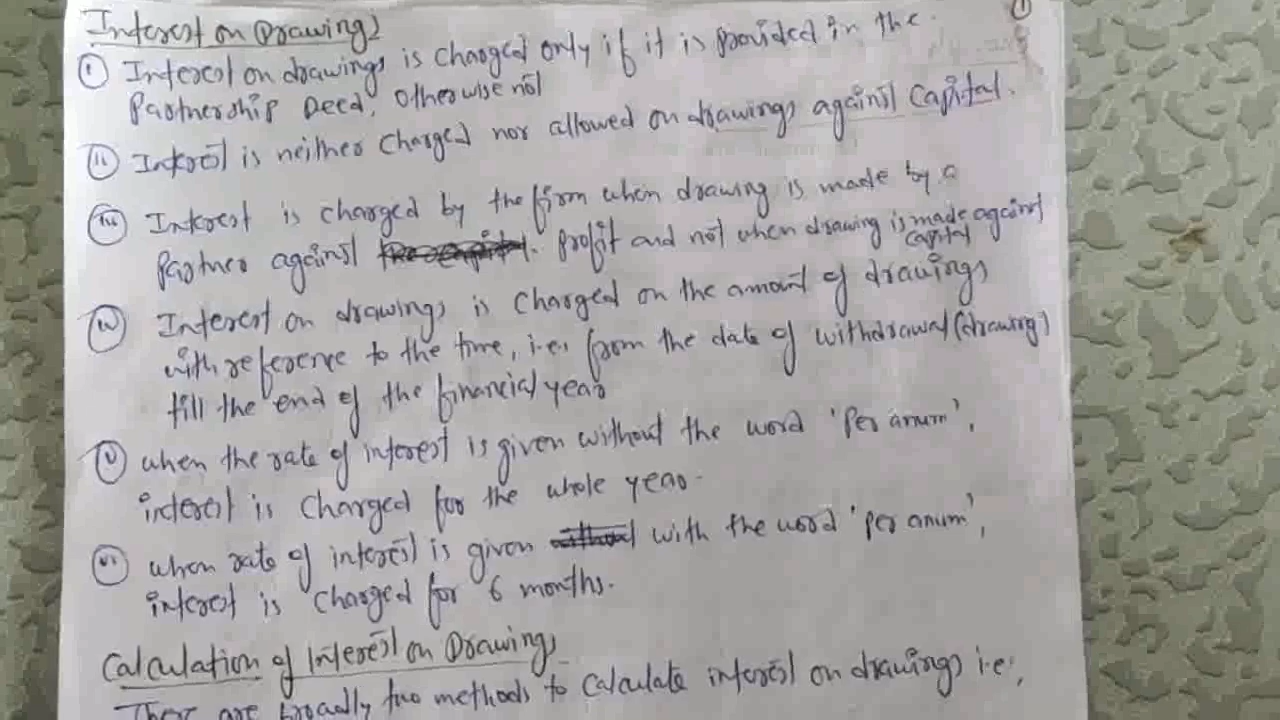 Interest on Drawings
①
(i) Interest on drawings is charged only if it is provided in the
Partnership Deed, otherwise not
(ii) Interest is neither charged nor allowed on drawings against Capital.
(iii) Interest is charged by the firm when drawing is made by a
Partner against profit and not when drawing is made against
capital
(iv) Interest on drawings is charged on the amount of drawings
with reference to the time, i.e. from the date of withdrawal (drawing)
till the end of the financial year
(v) when the rate of interest is given without the word 'Per anum',
interest is charged for the whole year.
(vi) when rate of interest is given with the word 'per anum',
interest is charged for 6 months.
Calculation of Interest on Drawings
There are broadly two methods to calculate interest on drawings i.e.,